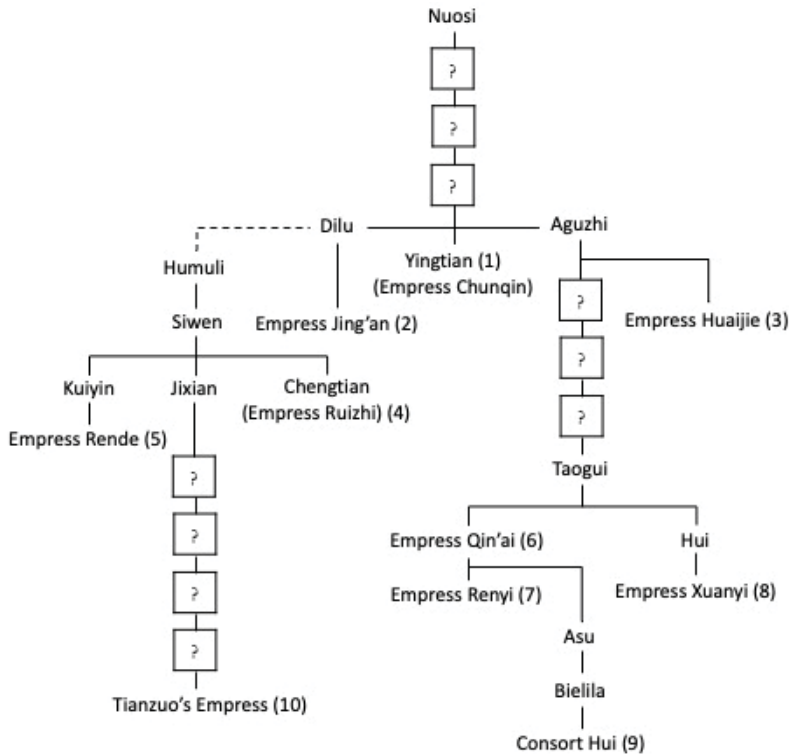 Nuosi
?
?
?
Dilu
Aguzhi
Humuli
Yingtian (1)
(Empress Chunqin)
?
Siwen
Empress Jing'an (2)
Empress Huaijie (3)
?
Kuiyin
Jixian
Chengtian
(Empress Ruizhi) (4)
?
Empress Rende (5)
Taogui
?
?
Empress Qin'ai (6)
Hui
?
Empress Renyi (7)
Empress Xuanyi (8)
?
Asu
Bielila
Tianzuo's Empress (10)
Consort Hui (9)